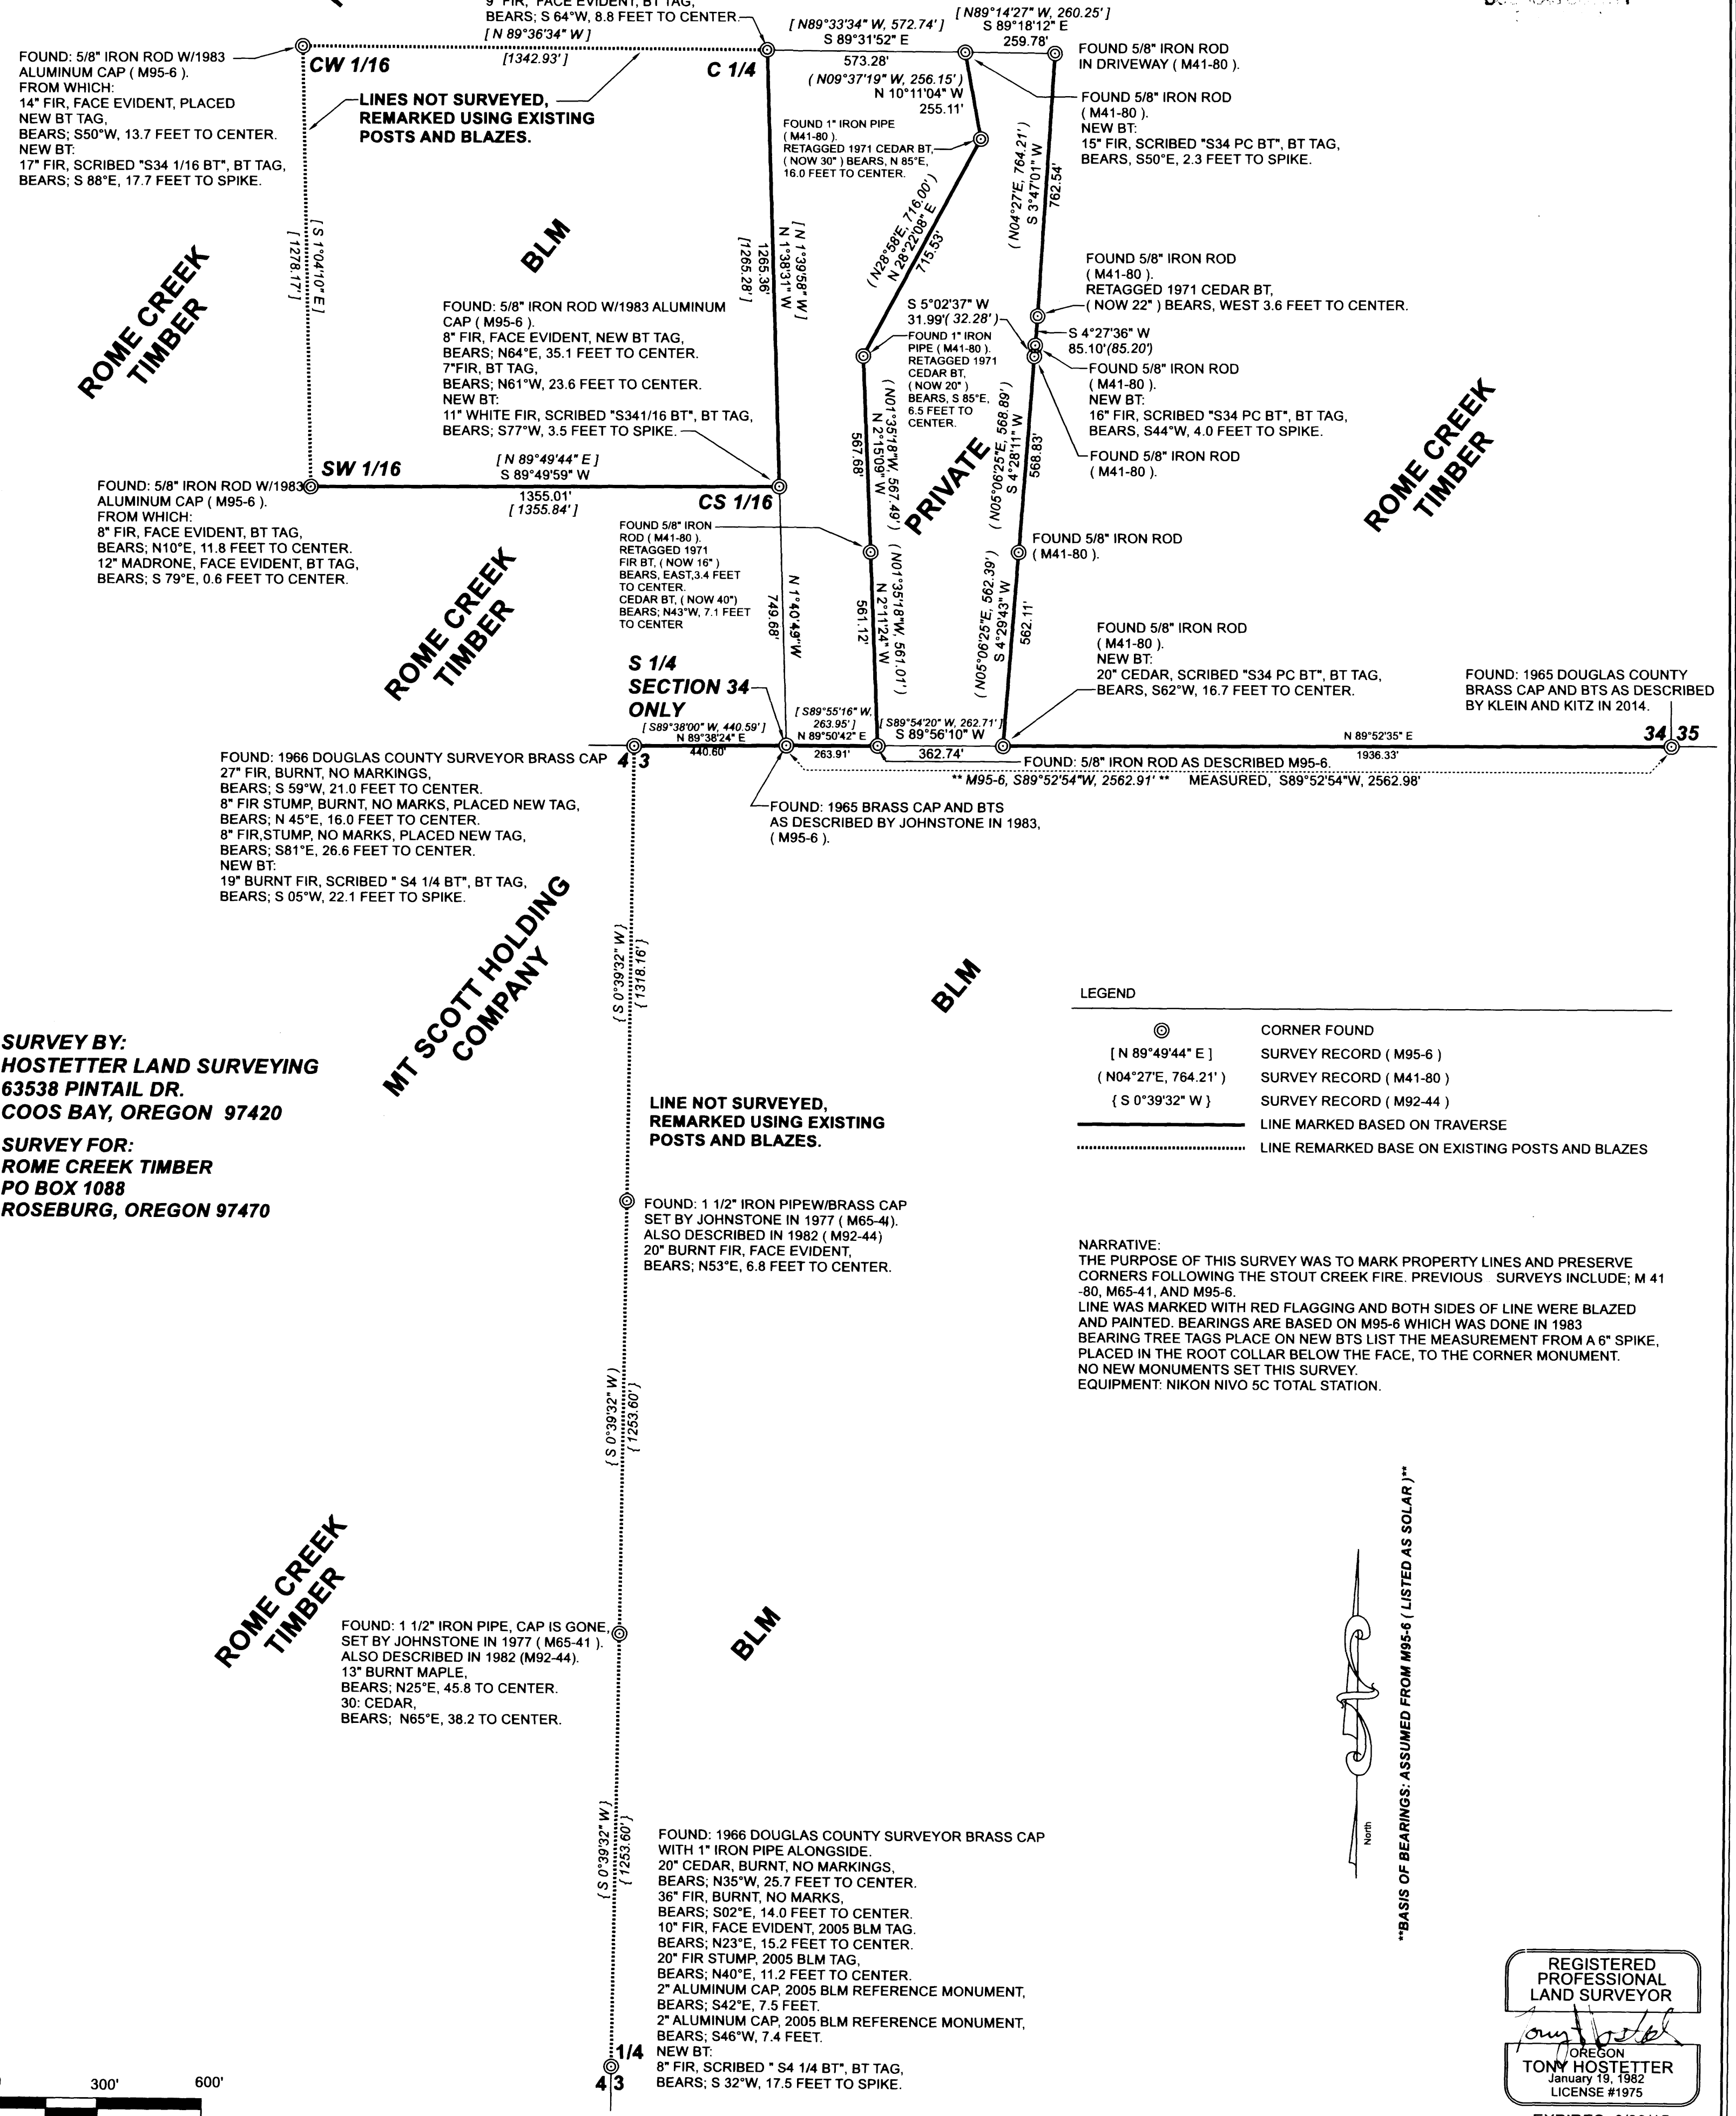 9" FIR, FACE EVIDENT, BT TAG,
BEARS; S 64°W, 8.8 FEET TO CENTER.
[ N 89°36'34" W ]
[1342.93']
[ N89°33'34" W, 572.74']
S 89°31'52" E
573.28'
[ N89°14'27" W, 260.25']
S 89°18'12" E
259.78'
FOUND: 5/8" IRON ROD W/1983
ALUMINUM CAP ( M95-6 ).
FROM WHICH:
14" FIR, FACE EVIDENT, PLACED
NEW BT TAG,
BEARS; S50°W, 13.7 FEET TO CENTER.
NEW BT:
17" FIR, SCRIBED "S34 1/16 BT", BT TAG,
BEARS; S 88°E, 17.7 FEET TO SPIKE.
CW 1/16
C 1/4
LINES NOT SURVEYED,
REMARKED USING EXISTING
POSTS AND BLAZES.
( N09°37'19" W, 256.15')
N 10°11'04" W
255.11'
FOUND 5/8" IRON ROD
IN DRIVEWAY ( M41-80 ).
FOUND 5/8" IRON ROD
( M41-80 ).
NEW BT:
15" FIR, SCRIBED "S34 PC BT", BT TAG,
BEARS, S50°E, 2.3 FEET TO SPIKE.
FOUND 1" IRON PIPE
( M41-80).
RETAGGED 1971 CEDAR BT,
( NOW 30" ) BEARS, N 85°E,
16.0 FEET TO CENTER.
( N04°27'E, 764.21' )
S 3°47'01" W
762.54'
( N28°58'E, 716.00' )
N 28°22'08" E
715.53'
[ S 1°04'10" E ]
[ 1278.17' ]
BLM
[ N 1°39'58" W ]
N 1°38'31" W
1265.36'
[1265.28']
ROME CREEK
TIMBER
FOUND: 5/8" IRON ROD W/1983 ALUMINUM
CAP ( M95-6 ).
8" FIR, FACE EVIDENT, NEW BT TAG,
BEARS; N64°E, 35.1 FEET TO CENTER.
7"FIR, BT TAG,
BEARS; N61°W, 23.6 FEET TO CENTER.
NEW BT:
11" WHITE FIR, SCRIBED "S341/16 BT", BT TAG,
BEARS; S77°W, 3.5 FEET TO SPIKE.
FOUND 5/8" IRON ROD
( M41-80 ).
RETAGGED 1971 CEDAR BT,
( NOW 22" ) BEARS, WEST 3.6 FEET TO CENTER.
S 5°02'37" W
31.99'( 32.28' )
S 4°27'36" W
85.10'(85.20')
FOUND 5/8" IRON ROD
( M41-80 ).
NEW BT:
16" FIR, SCRIBED "S34 PC BT", BT TAG,
BEARS, S44°W, 4.0 FEET TO SPIKE.
FOUND 5/8" IRON ROD
( M41-80 ).
FOUND 1" IRON
PIPE ( M41-80 ).
RETAGGED 1971
CEDAR BT,
( NOW 20" )
BEARS, S 85°E,
6.5 FEET TO
CENTER.
( N01°35'18"W, 567.49' )
N 2°15'09" W
567.68'
PRIVATE
( N05°06'25"E, 568.89' )
S 4°28'11" W
568.83'
ROME CREEK
TIMBER
SW 1/16
[ N 89°49'44" E ]
S 89°49'59" W
1355.01'
[ 1355.84' ]
CS 1/16
FOUND: 5/8" IRON ROD W/1983
ALUMINUM CAP ( M95-6 ).
FROM WHICH:
8" FIR, FACE EVIDENT, BT TAG,
BEARS; N10°E, 11.8 FEET TO CENTER.
12" MADRONE, FACE EVIDENT, BT TAG,
BEARS; S 79°E, 0.6 FEET TO CENTER.
FOUND 5/8" IRON
ROD ( M41-80 ).
RETAGGED 1971
FIR BT, ( NOW 16" )
BEARS, EAST,3.4 FEET
TO CENTER.
CEDAR BT, ( NOW 40")
BEARS; N43°W, 7.1 FEET
TO CENTER
FOUND 5/8" IRON ROD
( M41-80 ).
ROME CREEK
TIMBER
N 1°40'49"W
749.68'
( N01°35'18"W, 561.01' )
N 2°11'24" W
561.12'
( N05°06'25"E, 562.39' )
S 4°29'43" W
562.11'
FOUND 5/8" IRON ROD
( M41-80 ).
NEW BT:
20" CEDAR, SCRIBED "S34 PC BT", BT TAG,
BEARS, S62°W, 16.7 FEET TO CENTER.
FOUND: 1965 DOUGLAS COUNTY
BRASS CAP AND BTS AS DESCRIBED
BY KLEIN AND KITZ IN 2014.
S 1/4
SECTION 34
ONLY
[ S89°38'00" W, 440.59' ]
N 89°38'24" E
440.60'
[ S89°55'16" W,
263.95' ]
N 89°50'42" E
263.91'
[ S89°54'20" W, 262.71' ]
S 89°56'10" W
362.74'
N 89°52'35" E
1936.33'
34 35
4 3
FOUND: 5/8" IRON ROD AS DESCRIBED M95-6.
** M95-6, S89°52'54"W, 2562.91' ** MEASURED, S89°52'54"W, 2562.98'
FOUND: 1966 DOUGLAS COUNTY SURVEYOR BRASS CAP
27" FIR, BURNT, NO MARKINGS,
BEARS; S 59°W, 21.0 FEET TO CENTER.
8" FIR STUMP, BURNT, NO MARKS, PLACED NEW TAG,
BEARS; N 45°E, 16.0 FEET TO CENTER.
8" FIR,STUMP, NO MARKS, PLACED NEW TAG,
BEARS; S81°E, 26.6 FEET TO CENTER.
NEW BT:
19" BURNT FIR, SCRIBED " S4 1/4 BT", BT TAG,
BEARS; S 05°W, 22.1 FEET TO SPIKE.
FOUND: 1965 BRASS CAP AND BTS
AS DESCRIBED BY JOHNSTONE IN 1983,
( M95-6 ).
MT SCOTT HOLDING
COMPANY
{ S 0°39'32" W }
{ 1318.16' }
BLM
LEGEND
CORNER FOUND
[ N 89°49'44" E ] SURVEY RECORD ( M95-6 )
( N04°27'E, 764.21' ) SURVEY RECORD ( M41-80 )
{ S 0°39'32" W } SURVEY RECORD ( M92-44 )
LINE MARKED BASED ON TRAVERSE
LINE REMARKED BASE ON EXISTING POSTS AND BLAZES
SURVEY BY:
HOSTETTER LAND SURVEYING
63538 PINTAIL DR.
COOS BAY, OREGON 97420
SURVEY FOR:
ROME CREEK TIMBER
PO BOX 1088
ROSEBURG, OREGON 97470
LINE NOT SURVEYED,
REMARKED USING EXISTING
POSTS AND BLAZES.
FOUND: 1 1/2" IRON PIPEW/BRASS CAP
SET BY JOHNSTONE IN 1977 ( M65-41).
ALSO DESCRIBED IN 1982 ( M92-44)
20" BURNT FIR, FACE EVIDENT,
BEARS; N53°E, 6.8 FEET TO CENTER.
NARRATIVE:
THE PURPOSE OF THIS SURVEY WAS TO MARK PROPERTY LINES AND PRESERVE
CORNERS FOLLOWING THE STOUT CREEK FIRE. PREVIOUS SURVEYS INCLUDE; M 41
-80, M65-41, AND M95-6.
LINE WAS MARKED WITH RED FLAGGING AND BOTH SIDES OF LINE WERE BLAZED
AND PAINTED. BEARINGS ARE BASED ON M95-6 WHICH WAS DONE IN 1983
BEARING TREE TAGS PLACE ON NEW BTS LIST THE MEASUREMENT FROM A 6" SPIKE,
PLACED IN THE ROOT COLLAR BELOW THE FACE, TO THE CORNER MONUMENT.
NO NEW MONUMENTS SET THIS SURVEY.
EQUIPMENT: NIKON NIVO 5C TOTAL STATION.
{ S 0°39'32" W )
{ 1253.60' }
ROME CREEK
TIMBER
FOUND: 1 1/2" IRON PIPE, CAP IS GONE,
SET BY JOHNSTONE IN 1977 ( M65-41 ).
ALSO DESCRIBED IN 1982 (M92-44).
13" BURNT MAPLE,
BEARS; N25°E, 45.8 TO CENTER.
30: CEDAR,
BEARS; N65°E, 38.2 TO CENTER.
BLM
North
**BASIS OF BEARINGS: ASSUMED FROM M95-6 ( LISTED AS SOLAR )**
{ S 0°39'32" W }
{ 1253.60' }
FOUND: 1966 DOUGLAS COUNTY SURVEYOR BRASS CAP
WITH 1" IRON PIPE ALONGSIDE.
20" CEDAR, BURNT, NO MARKINGS,
BEARS; N35°W, 25.7 FEET TO CENTER.
36" FIR, BURNT, NO MARKS,
BEARS; S02°E, 14.0 FEET TO CENTER.
10" FIR, FACE EVIDENT, 2005 BLM TAG.
BEARS; N23°E, 15.2 FEET TO CENTER.
20" FIR STUMP, 2005 BLM TAG,
BEARS; N40°E, 11.2 FEET TO CENTER.
2" ALUMINUM CAP, 2005 BLM REFERENCE MONUMENT,
BEARS; S42°E, 7.5 FEET.
2" ALUMINUM CAP, 2005 BLM REFERENCE MONUMENT,
BEARS; S46°W, 7.4 FEET.
NEW BT:
8" FIR, SCRIBED " S4 1/4 BT", BT TAG,
BEARS; S 32°W, 17.5 FEET TO SPIKE.
1/4
4 3
300' 600'
REGISTERED
PROFESSIONAL
LAND SURVEYOR
Tony Hostetter
OREGON
TONY HOSTETTER
January 19, 1982
LICENSE #1975